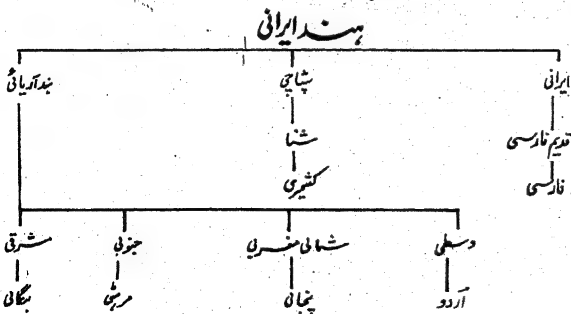 ہند ایرانی
ایرانی
پشاچی
ہند آریائی
قدیم فارسی
شنا
فارسی
کشمیری
وسطی
شمالی مغربی
جنوبی
مشرقی
اُردو
پنجابی
مرہٹی
بنگالی